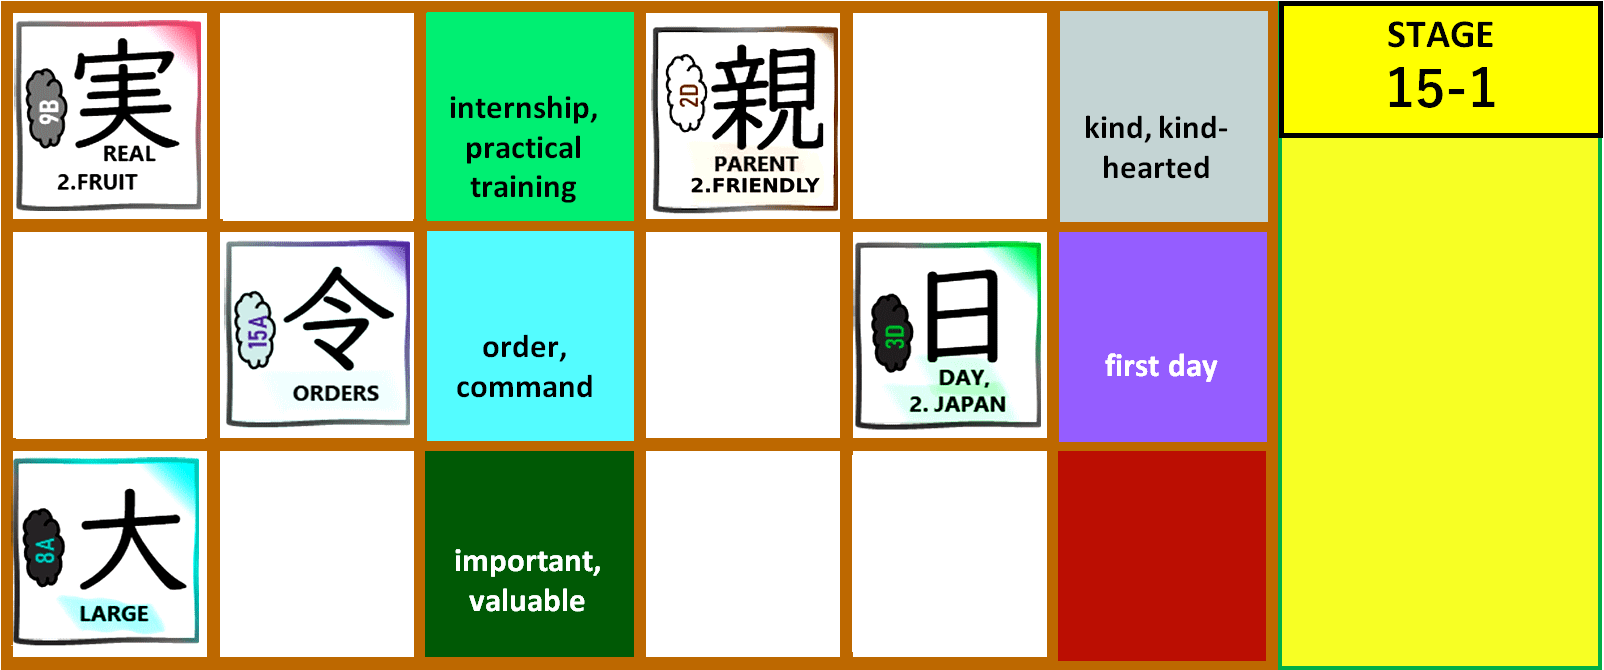 9B
実
REAL
2.FRUIT
internship,
practical
training
2D
親
PARENT
2.FRIENDLY
kind, kind-
hearted
STAGE
15-1
15A
令
ORDERS
order,
command
3D
日
DAY,
2. JAPAN
first day
8A
大
LARGE
important,
valuable